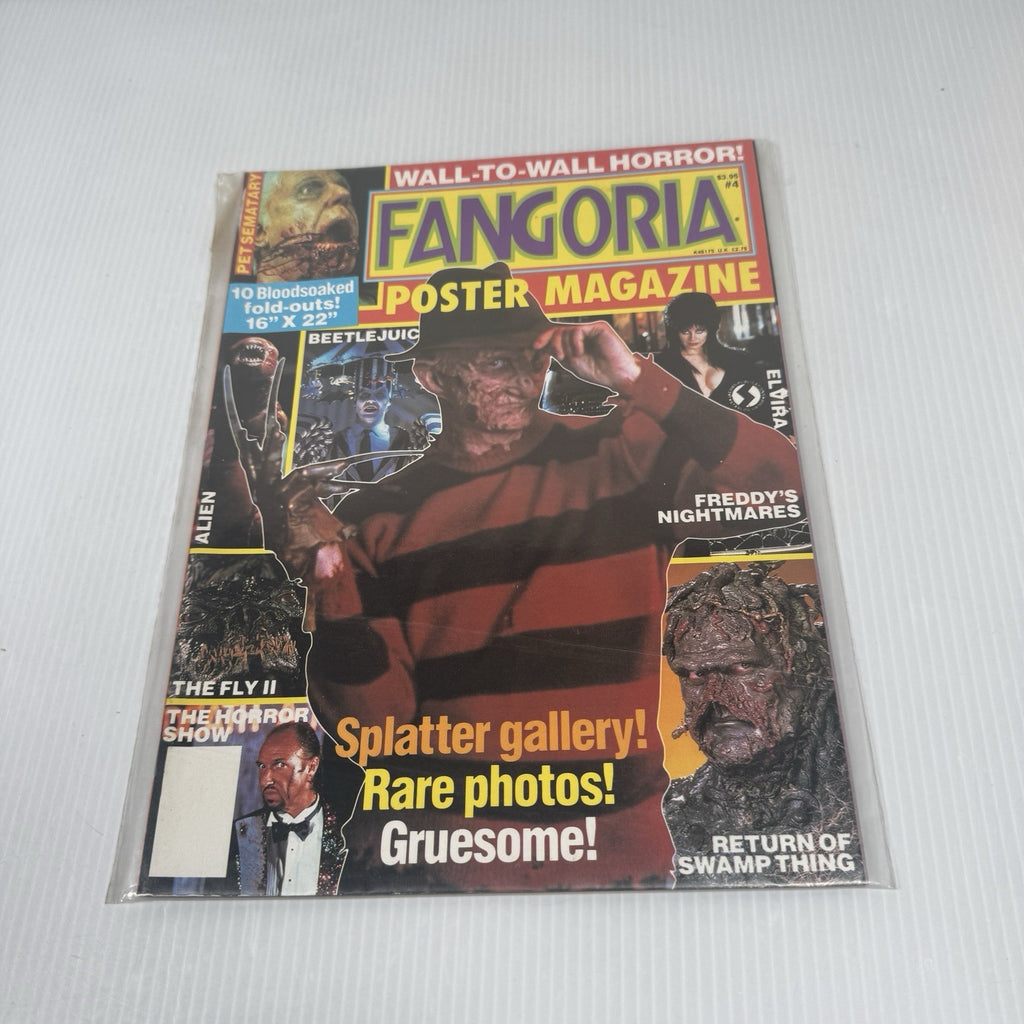 WALL-TO-WALL HORROR!
PET SEMATARY
$3.95
#4
FANGORIA
POSTER MAGAZINE
10 Bloodsoaked
fold-outs!
16" X 22"
BEETLEJUIC
ELVIRA
ALIEN
FREDDY'S
NIGHTMARES
THE FLY II
THE HORROR
SHOW
Splatter gallery!
Rare photos!
Gruesome!
RETURN OF
SWAMP THING